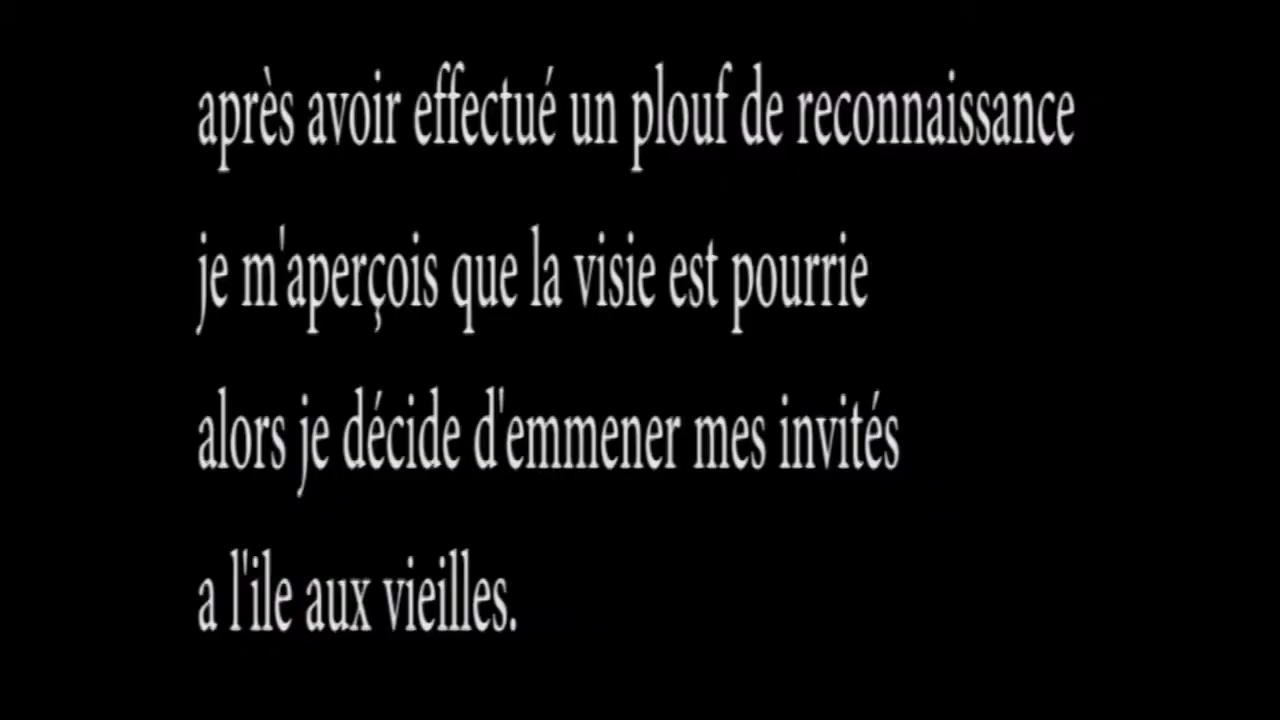 après avoir effectué un plouf de reconnaissance
je m'aperçois que la visie est pourrie
alors je décide d'emmener mes invités
a l'ile aux vieilles.